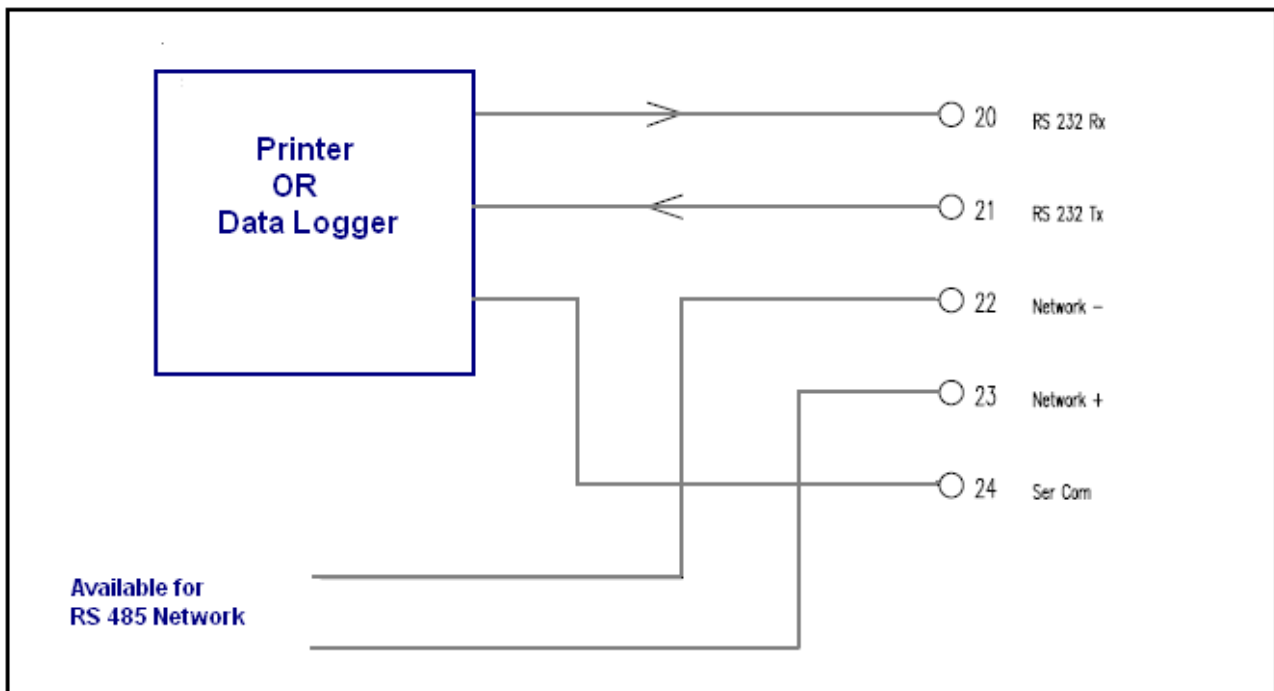 Printer
OR
Data Logger
20 RS 232 Rx
21 RS 232 Tx
22 Network -
23 Network +
24 Ser Com
Available for
RS 485 Network